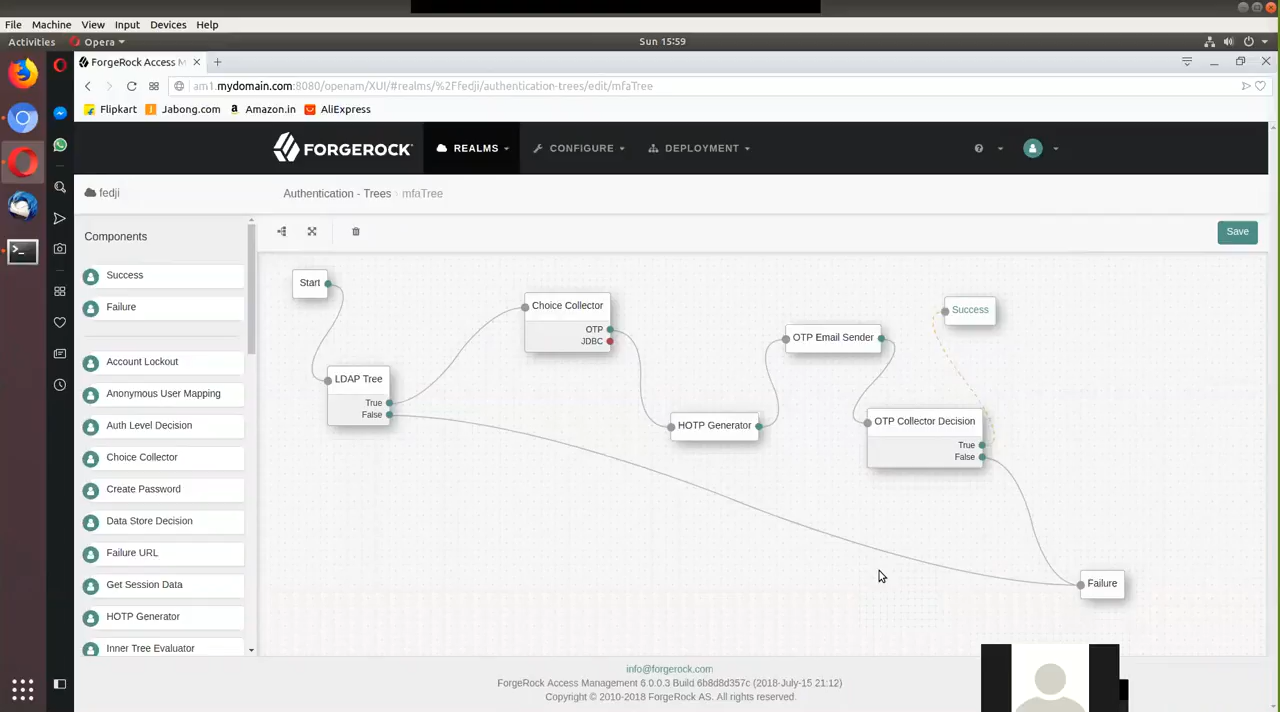 File Machine View Input Devices Help
Activities Opera Sun 15:59
ForgeRock Access M
am1.mydomain.com:8080/openam/XUI/#realms/%2Ffedji/authentication-trees/edit/mfaTree
Flipkart Jabong.com Amazon.in AliExpress
FORGEROCK REALMS CONFIGURE DEPLOYMENT
fedji Authentication - Trees mfaTree
Save
Components
Success
Failure
Account Lockout
Anonymous User Mapping
Auth Level Decision
Choice Collector
Create Password
Data Store Decision
Failure URL
Get Session Data
HOTP Generator
Inner Tree Evaluator
Start
LDAP Tree
True
False
Choice Collector
OTP
JDBC
HOTP Generator
OTP Email Sender
OTP Collector Decision
True
False
Success
Failure
info@forgerock.com
ForgeRock Access Management 6.0.0.3 Build 6b8d8d357c (2018-July-15 21:12)
Copyright © 2010-2018 ForgeRock AS. All rights reserved.